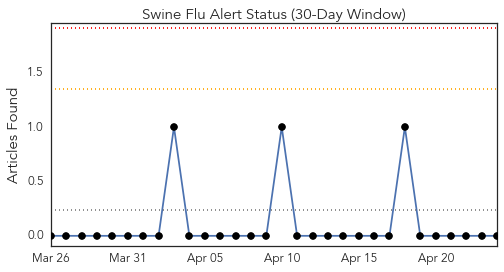 Swine Flu Alert Status (30-Day Window)
Articles Found
1.5
1.0
0.5
0.0
Mar 26 Mar 31 Apr 05 Apr 10 Apr 15 Apr 20